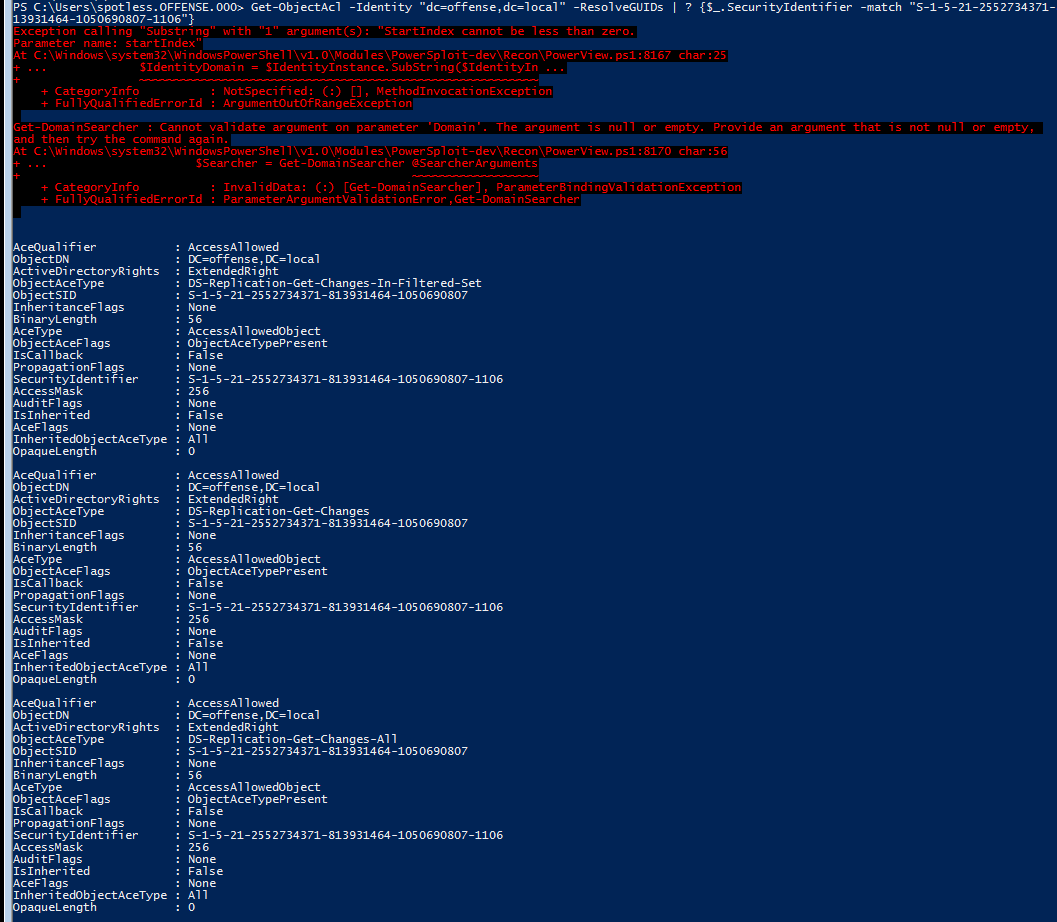 PS C:\Users\spotless.OFFENSE.000> Get-ObjectAcl -Identity "dc=offense,dc=local" -ResolveGUIDs | ? {$_.SecurityIdentifier -match "S-1-5-21-2552734371-
813931464-1050690807-1106"}
Exception calling "Substring" with "1" argument(s): "StartIndex cannot be less than zero.
Parameter name: startIndex"
At C:\Windows\system32\WindowsPowerShell\v1.0\Modules\PowerSploit-dev\Recon\PowerView.ps1:8167 char:25
+ ...             $IdentityDomain = $IdentityInstance.SubString($IdentityIn ...
+                 ~~~~~~~~~~~~~~~~~~~~~~~~~~~~~~~~~~~~~~~~~~~~~~~~~~~~~~~~~
    + CategoryInfo          : NotSpecified: (:) [], MethodInvocationException
    + FullyQualifiedErrorId : ArgumentOutOfRangeException
Get-DomainSearcher : Cannot validate argument on parameter 'Domain'. The argument is null or empty. Provide an argument that is not null or empty,
and then try the command again.
At C:\Windows\system32\WindowsPowerShell\v1.0\Modules\PowerSploit-dev\Recon\PowerView.ps1:8170 char:56
+ ...                     $Searcher = Get-DomainSearcher @SearcherArguments
+                                                        ~~~~~~~~~~~~~~~~~~
    + CategoryInfo          : InvalidData: (:) [Get-DomainSearcher], ParameterBindingValidationException
    + FullyQualifiedErrorId : ParameterArgumentValidationError,Get-DomainSearcher
AceQualifier           : AccessAllowed
ObjectDN               : DC=offense,DC=local
ActiveDirectoryRights  : ExtendedRight
ObjectAceType          : DS-Replication-Get-Changes-In-Filtered-Set
ObjectSID              : S-1-5-21-2552734371-813931464-1050690807
InheritanceFlags       : None
BinaryLength           : 56
AceType                : AccessAllowedObject
ObjectAceFlags         : ObjectAceTypePresent
IsCallback             : False
PropagationFlags       : None
SecurityIdentifier     : S-1-5-21-2552734371-813931464-1050690807-1106
AccessMask             : 256
AuditFlags             : None
IsInherited            : False
AceFlags               : None
InheritedObjectAceType : All
OpaqueLength           : 0
AceQualifier           : AccessAllowed
ObjectDN               : DC=offense,DC=local
ActiveDirectoryRights  : ExtendedRight
ObjectAceType          : DS-Replication-Get-Changes
ObjectSID              : S-1-5-21-2552734371-813931464-1050690807
InheritanceFlags       : None
BinaryLength           : 56
AceType                : AccessAllowedObject
ObjectAceFlags         : ObjectAceTypePresent
IsCallback             : False
PropagationFlags       : None
SecurityIdentifier     : S-1-5-21-2552734371-813931464-1050690807-1106
AccessMask             : 256
AuditFlags             : None
IsInherited            : False
AceFlags               : None
InheritedObjectAceType : All
OpaqueLength           : 0
AceQualifier           : AccessAllowed
ObjectDN               : DC=offense,DC=local
ActiveDirectoryRights  : ExtendedRight
ObjectAceType          : DS-Replication-Get-Changes-All
ObjectSID              : S-1-5-21-2552734371-813931464-1050690807
InheritanceFlags       : None
BinaryLength           : 56
AceType                : AccessAllowedObject
ObjectAceFlags         : ObjectAceTypePresent
IsCallback             : False
PropagationFlags       : None
SecurityIdentifier     : S-1-5-21-2552734371-813931464-1050690807-1106
AccessMask             : 256
AuditFlags             : None
IsInherited            : False
AceFlags               : None
InheritedObjectAceType : All
OpaqueLength           : 0